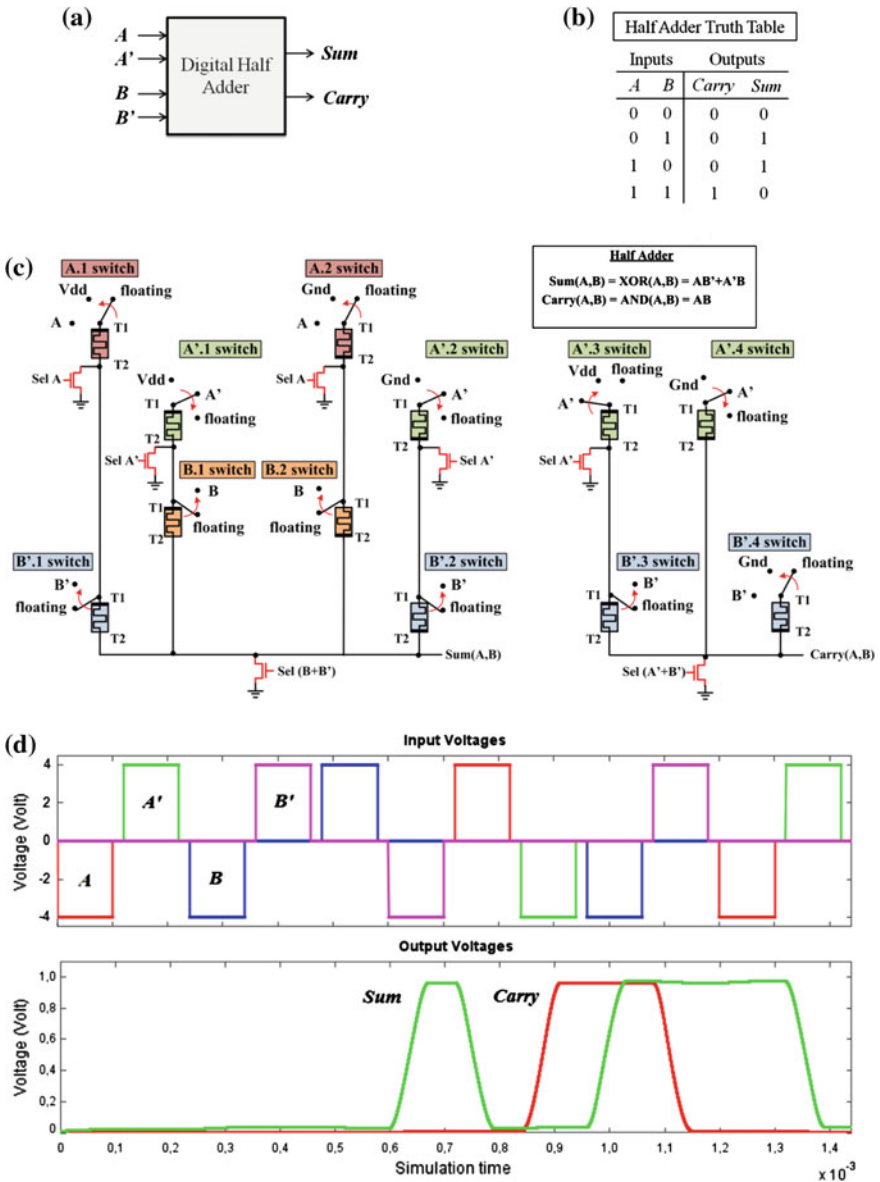 (a)
A
A'
B
B'
Digital Half
Adder
Sum
Carry
(b)
Half Adder Truth Table
Inputs Outputs
A B Carry Sum
0 0 0 0
0 1 0 1
1 0 0 1
1 1 1 0
(c)
A.1 switch
Vdd floating
A
T1
T2
Sel A
A'.1 switch
Vdd
A'
T1
floating
T2
Sel A'
B.1 switch
B
T1
floating
T2
B'.1 switch
B'
floating
T1
T2
A.2 switch
Gnd floating
A
T1
T2
Sel A
B.2 switch
B
T1
floating
T2
A'.2 switch
Gnd
A'
T1
floating
T2
Sel A'
B'.2 switch
B'
T1
floating
T2
Sum(A,B)
Sel (B+B')
Half Adder
Sum(A,B) = XOR(A,B) = AB'+A'B
Carry(A,B) = AND(A,B) = AB
A'.3 switch
Vdd floating
A'
T1
T2
Sel A'
B'.3 switch
B'
T1
floating
T2
A'.4 switch
Gnd
A'
T1
floating
T2
B'.4 switch
Gnd floating
B'
T1
T2
Carry(A,B)
Sel (A'+B')
(d)
Input Voltages
Voltage (Volt)
4
2
0
-2
-4
A
A'
B
B'
Output Voltages
Voltage (Volt)
1,0
0,8
0,6
0,4
0,2
0
Sum
Carry
0 0,1 0,2 0,3 0,4 0,5 0,6 0,7 0,8 0,9 1,0 1,1 1,2 1,3 1,4
Simulation time
x 10⁻³